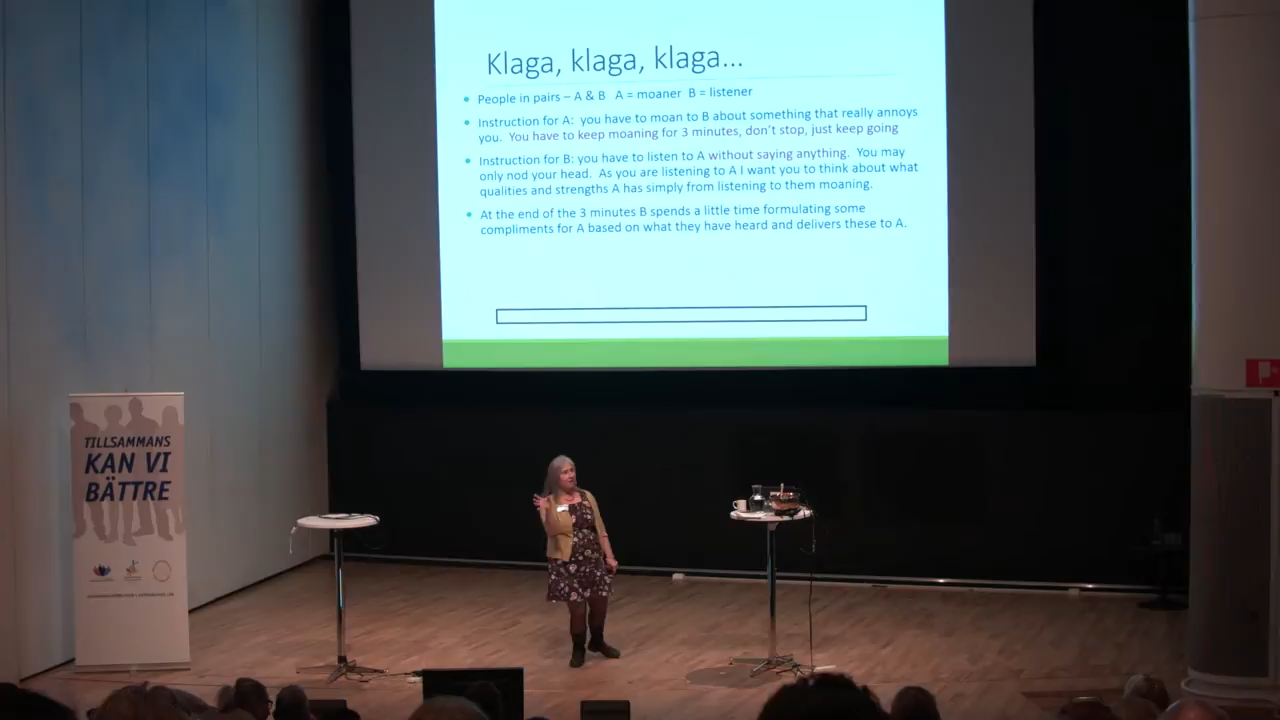 Klaga, klaga, klaga...
People in pairs – A & B A = moaner B = listener
Instruction for A: you have to moan to B about something that really annoys
you. You have to keep moaning for 3 minutes, don't stop, just keep going
Instruction for B: you have to listen to A without saying anything. You may
only nod your head. As you are listening to A I want you to think about what
qualities and strengths A has simply from listening to them moaning.
At the end of the 3 minutes B spends a little time formulating some
compliments for A based on what they have heard and delivers these to A.
TILLSAMMANS
KAN VI
BÄTTRE